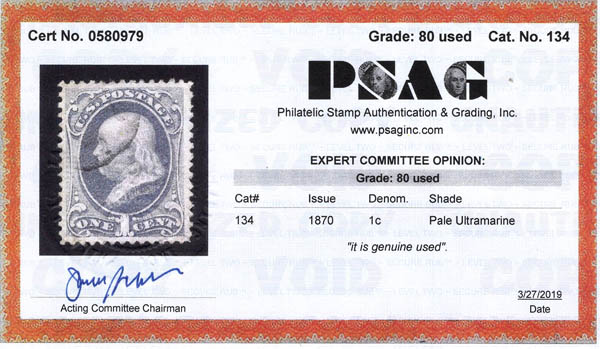 Cert No. 0580979
Grade: 80 used Cat. No. 134
PSAG
Philatelic Stamp Authentication & Grading, Inc.
www.psaginc.com
U.S. POSTAGE
ONE 1 CENT
EXPERT COMMITTEE OPINION:
Grade: 80 used
Cat# Issue Denom. Shade
134 1870 1c Pale Ultramarine
"it is genuine used".
Acting Committee Chairman
3/27/2019
Date